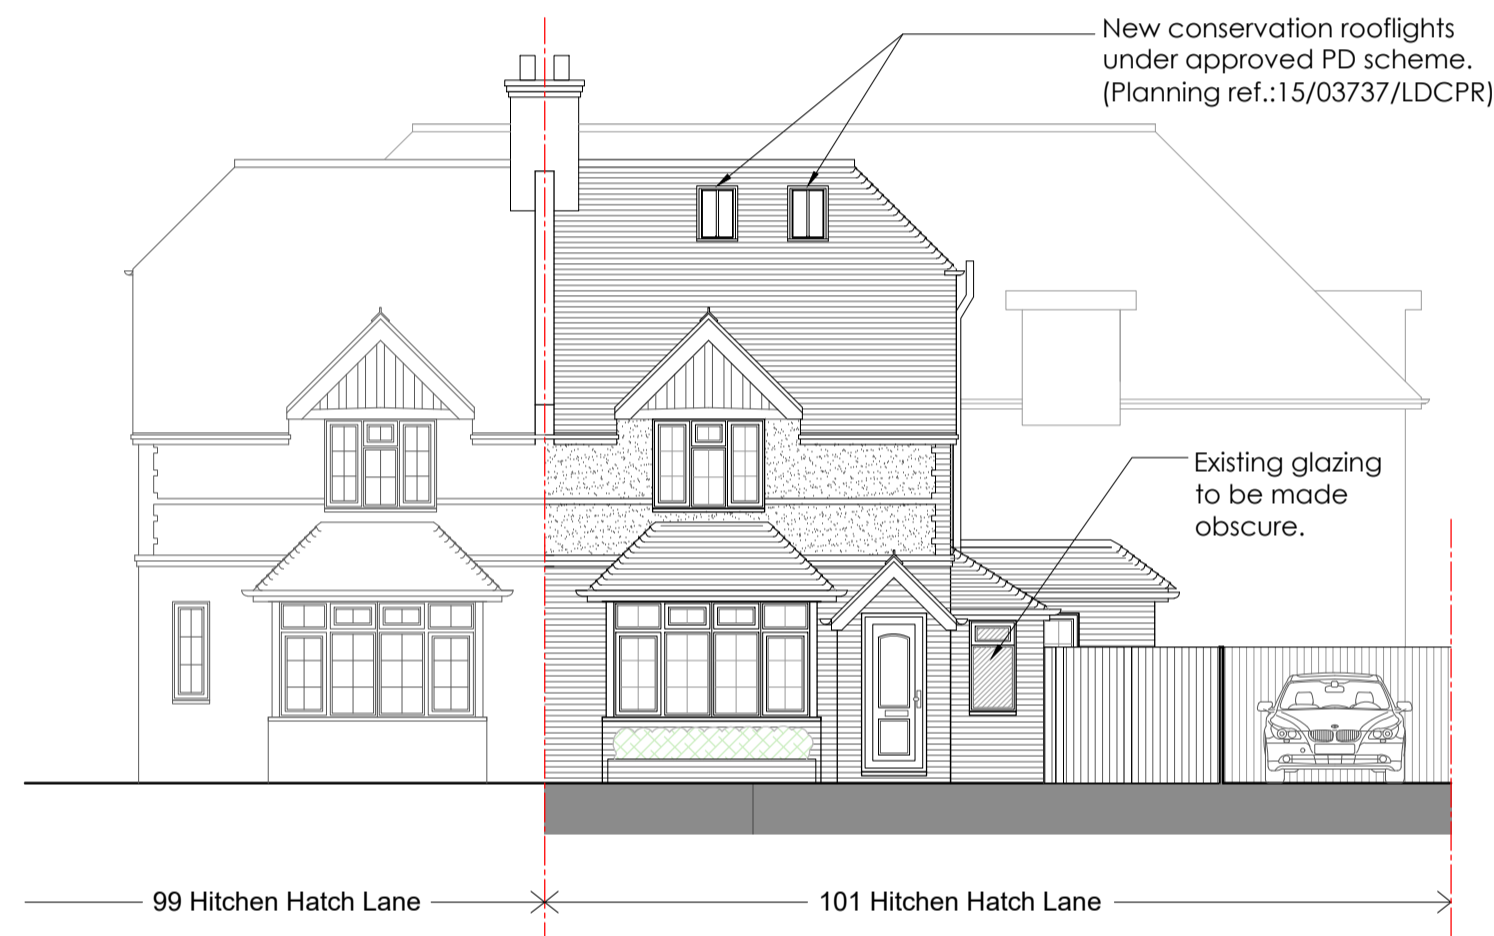 New conservation rooflights
under approved PD scheme.
(Planning ref.:15/03737/LDCPR)
Existing glazing
to be made
obscure.
99 Hitchen Hatch Lane
101 Hitchen Hatch Lane